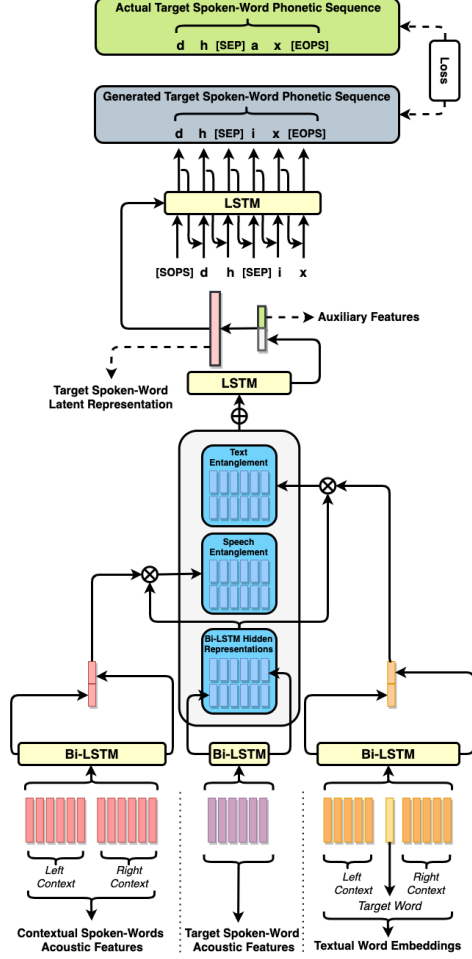 Actual Target Spoken-Word Phonetic Sequence
d h [SEP] a x [EOPS]
Loss
Generated Target Spoken-Word Phonetic Sequence
d h [SEP] i x [EOPS]
LSTM
[SOPS] d h [SEP] i x
Auxiliary Features
Target Spoken-Word
Latent Representation
LSTM
Text
Entanglement
Speech
Entanglement
Bi-LSTM Hidden
Representations
Bi-LSTM
Bi-LSTM
Bi-LSTM
Left
Context
Right
Context
Left
Context
Right
Context
Target Word
Contextual Spoken-Words
Acoustic Features
Target Spoken-Word
Acoustic Features
Textual Word Embeddings